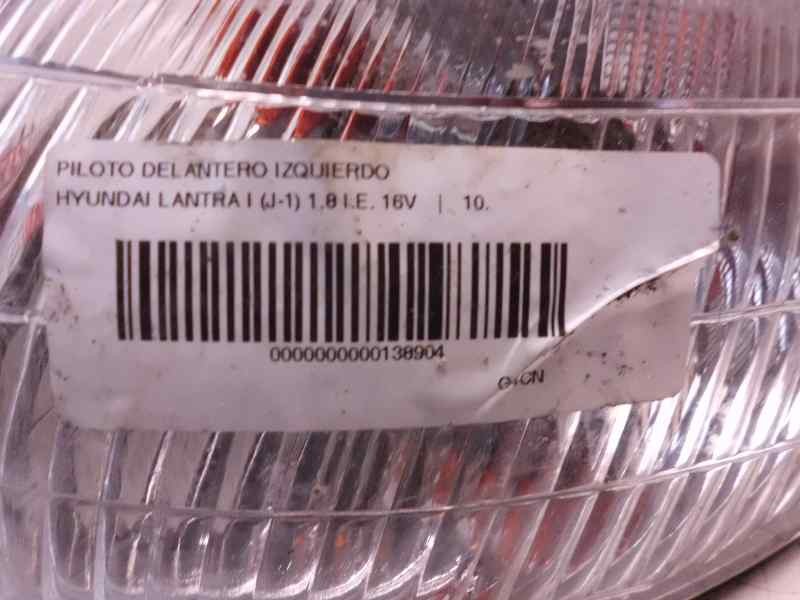 PILOTO DELANTERO IZQUIERDO
HYUNDAI LANTRA I (J-1) 1.8 I.E. 16V | 10.
0000000000138904